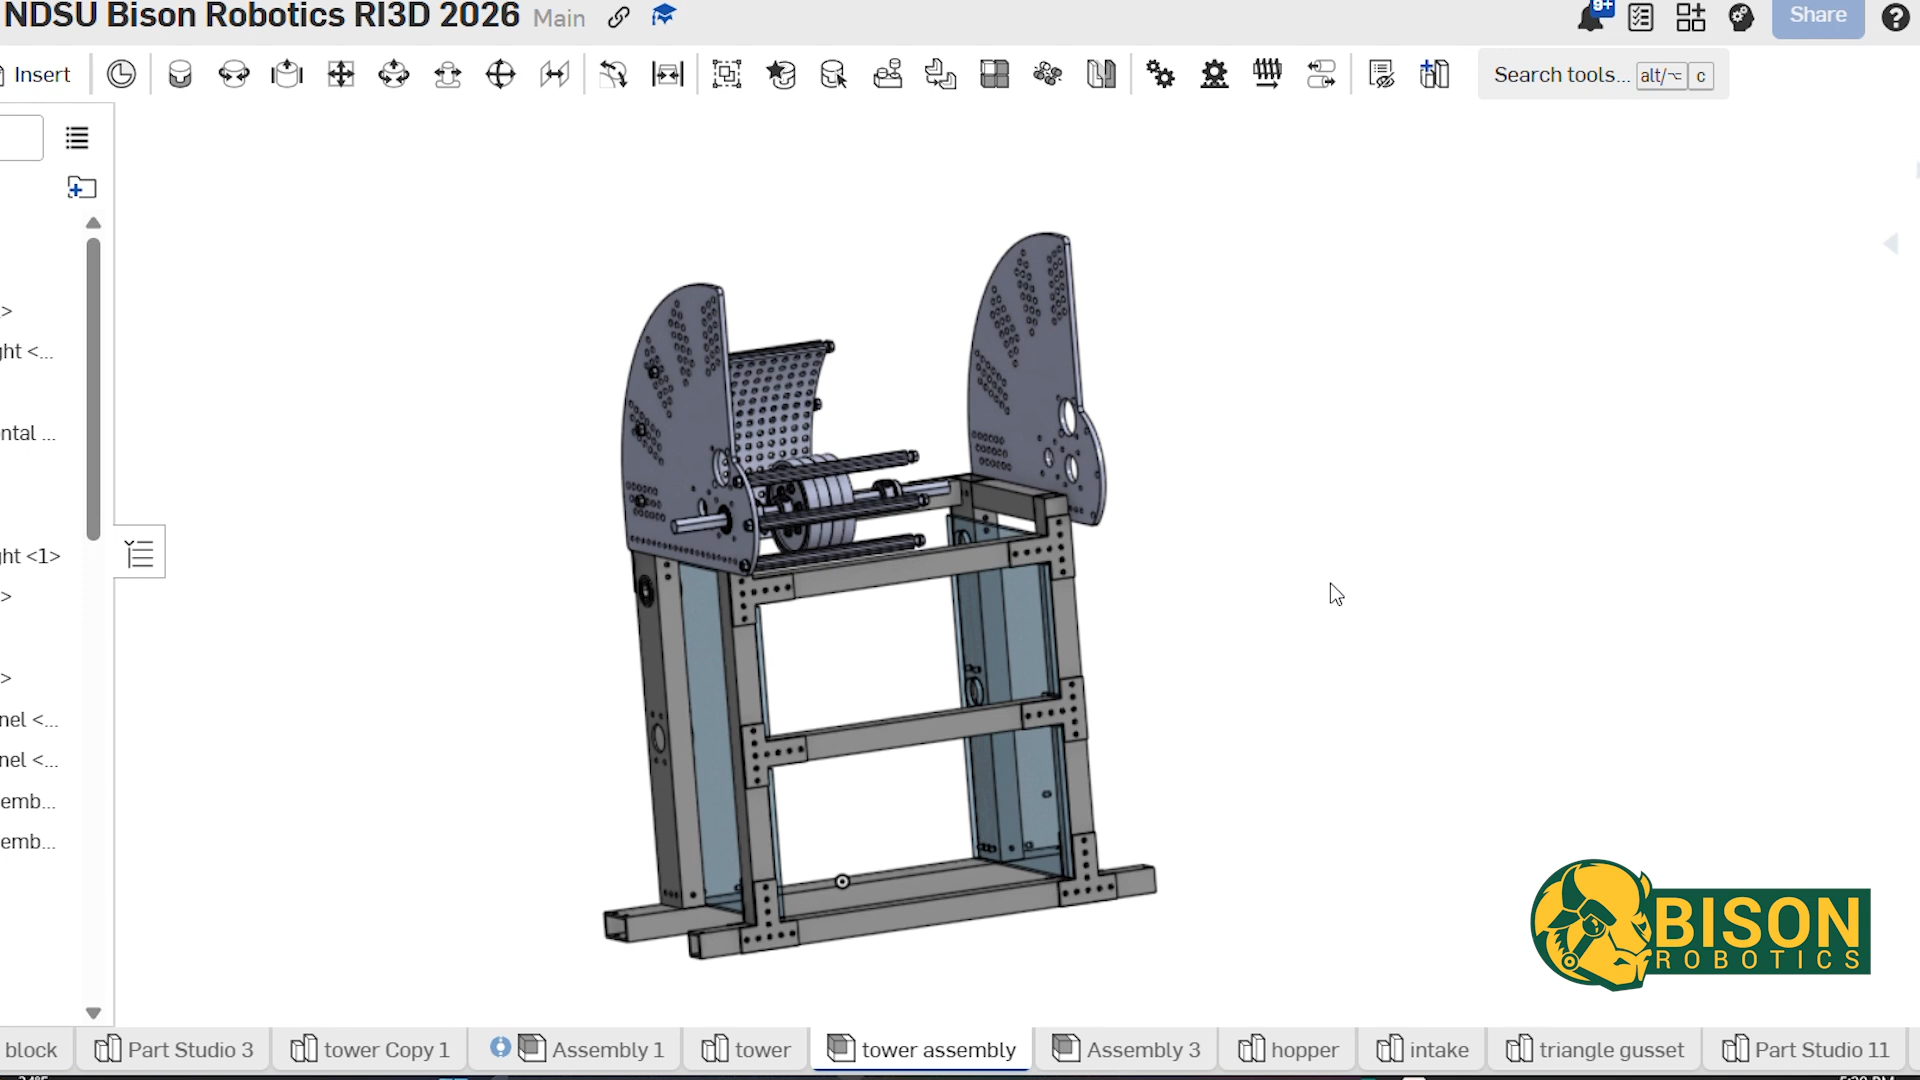 NDSU Bison Robotics RI3D 2026 Main
Share
9+
?
Insert
Search tools... alt/⌥ c
>
ght <...
ntal ...
ght <1>
>
>
nel <...
nel <...
emb...
emb...
BISON
ROBOTICS
block
Part Studio 3
tower Copy 1
Assembly 1
tower
tower assembly
Assembly 3
hopper
intake
triangle gusset
Part Studio 11